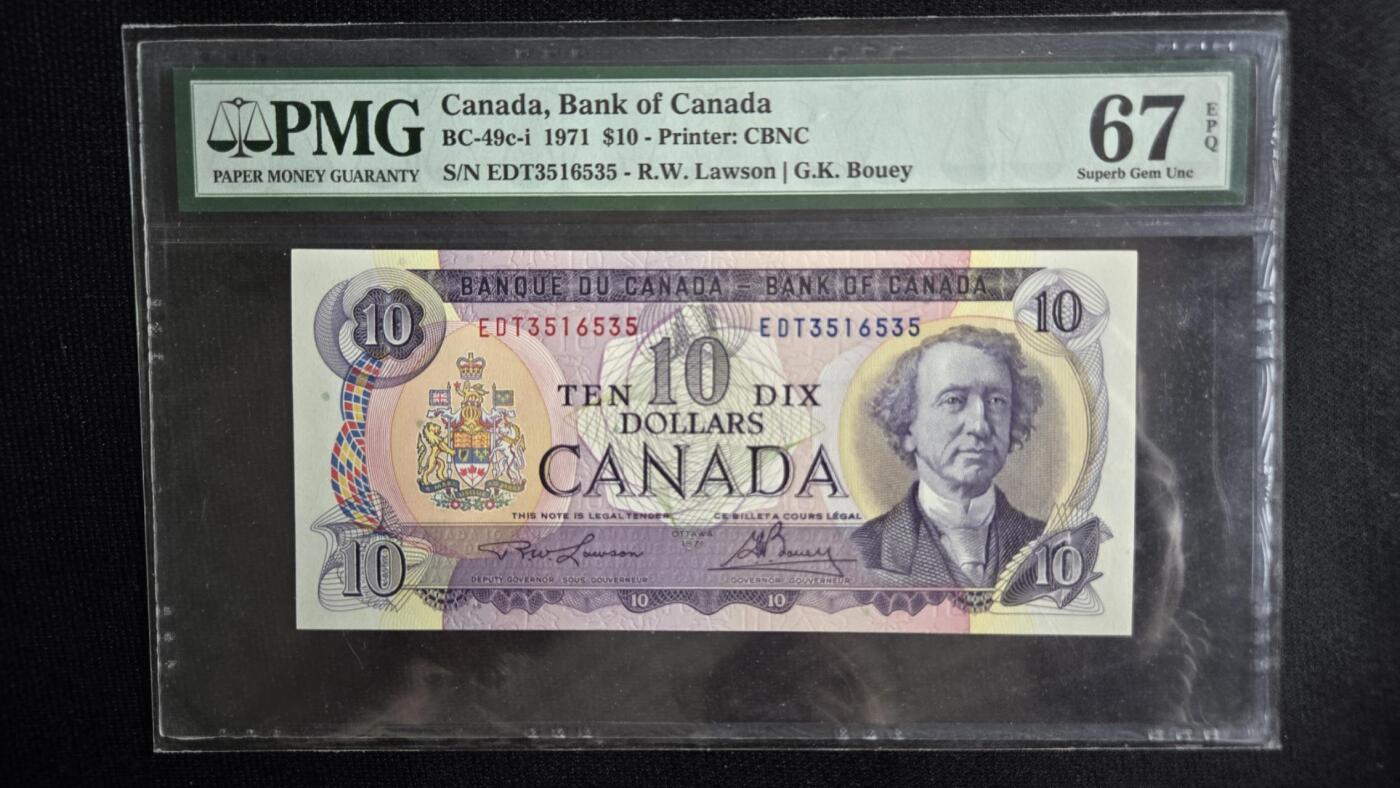 PMG
PAPER MONEY GUARANTY
Canada, Bank of Canada
BC-49c-i 1971 $10 - Printer: CBNC
S/N EDT3516535 - R.W. Lawson | G.K. Bouey
67
EPQ
Superb Gem Unc
BANQUE DU CANADA – BANK OF CANADA
10
10
EDT3516535
EDT3516535
10
TEN DIX
DOLLARS
CANADA
THIS NOTE IS LEGAL TENDER
CE BILLET A COURS LÉGAL
OTTAWA
1971
R.W. Lawson
G.K. Bouey
DEPUTY GOVERNOR SOUS GOUVERNEUR
GOVERNOR GOUVERNEUR
10
10
10
10